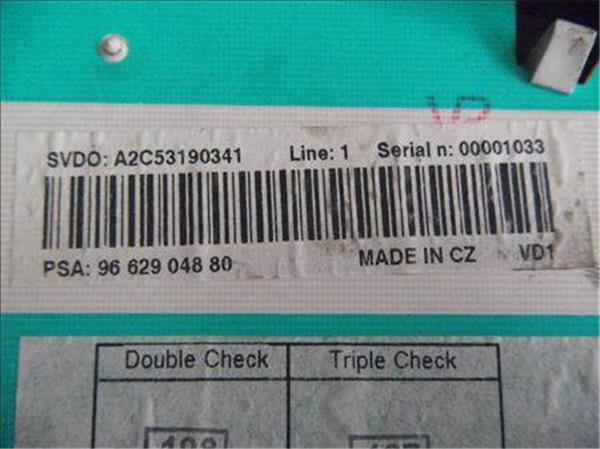 SVDO: A2C53190341 Line: 1 Serial n: 00001033
PSA: 96 629 048 80 MADE IN CZ VD1
Double Check Triple Check